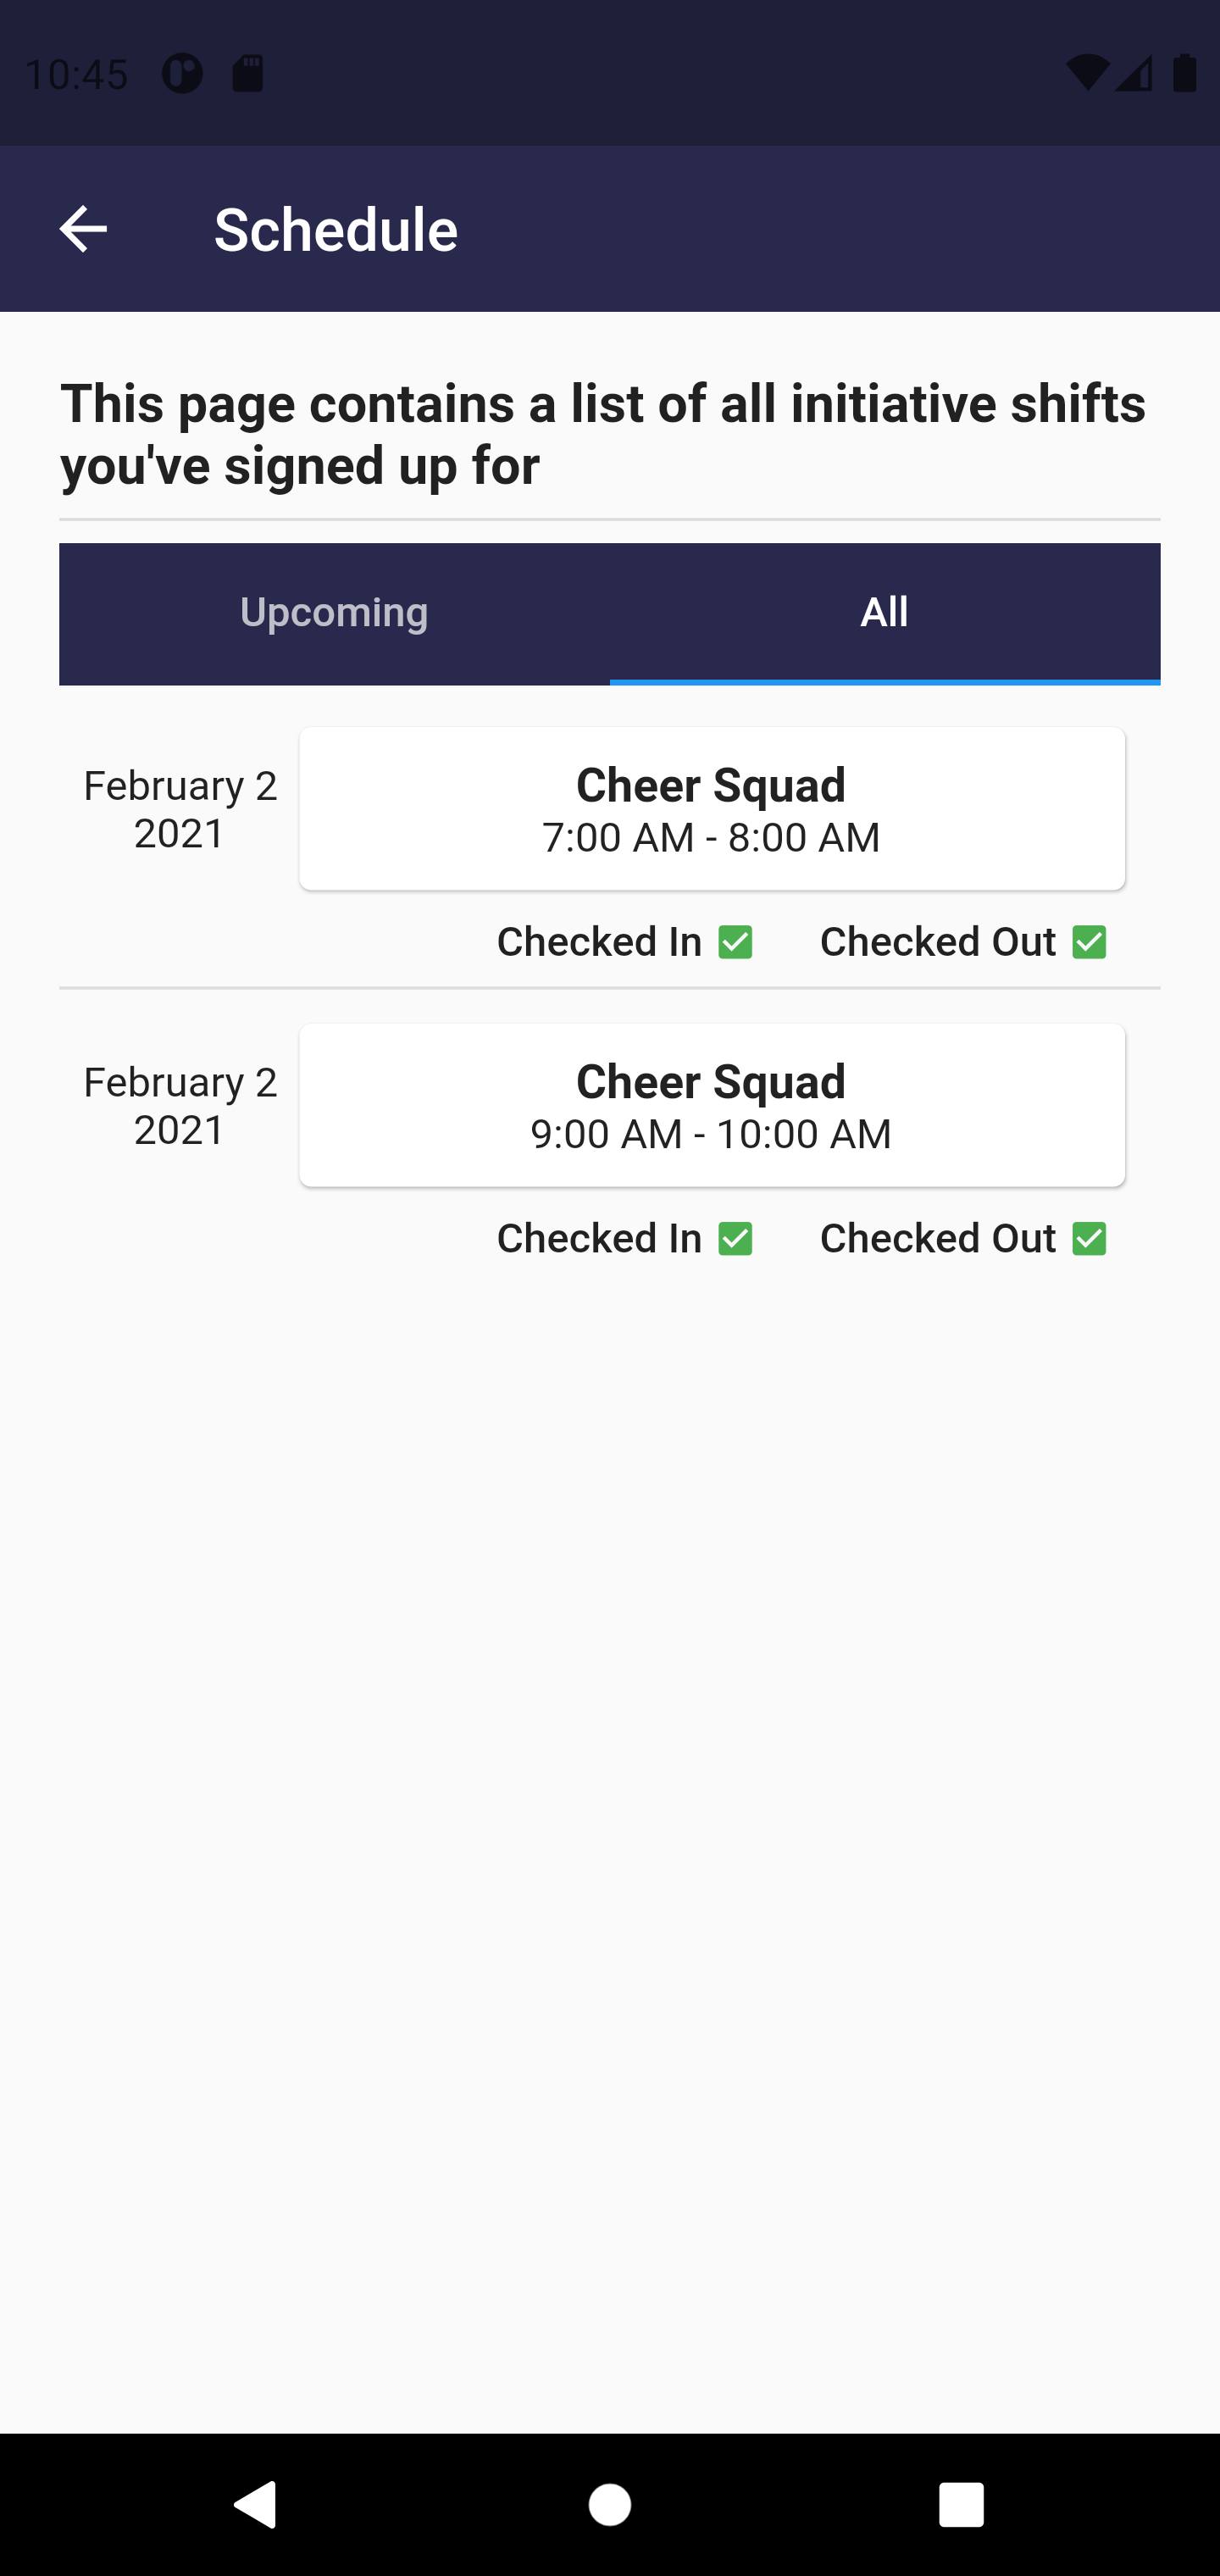 10:45
Schedule
This page contains a list of all initiative shifts
you've signed up for
Upcoming
All
February 2
2021
Cheer Squad
7:00 AM - 8:00 AM
Checked In
Checked Out
February 2
2021
Cheer Squad
9:00 AM - 10:00 AM
Checked In
Checked Out